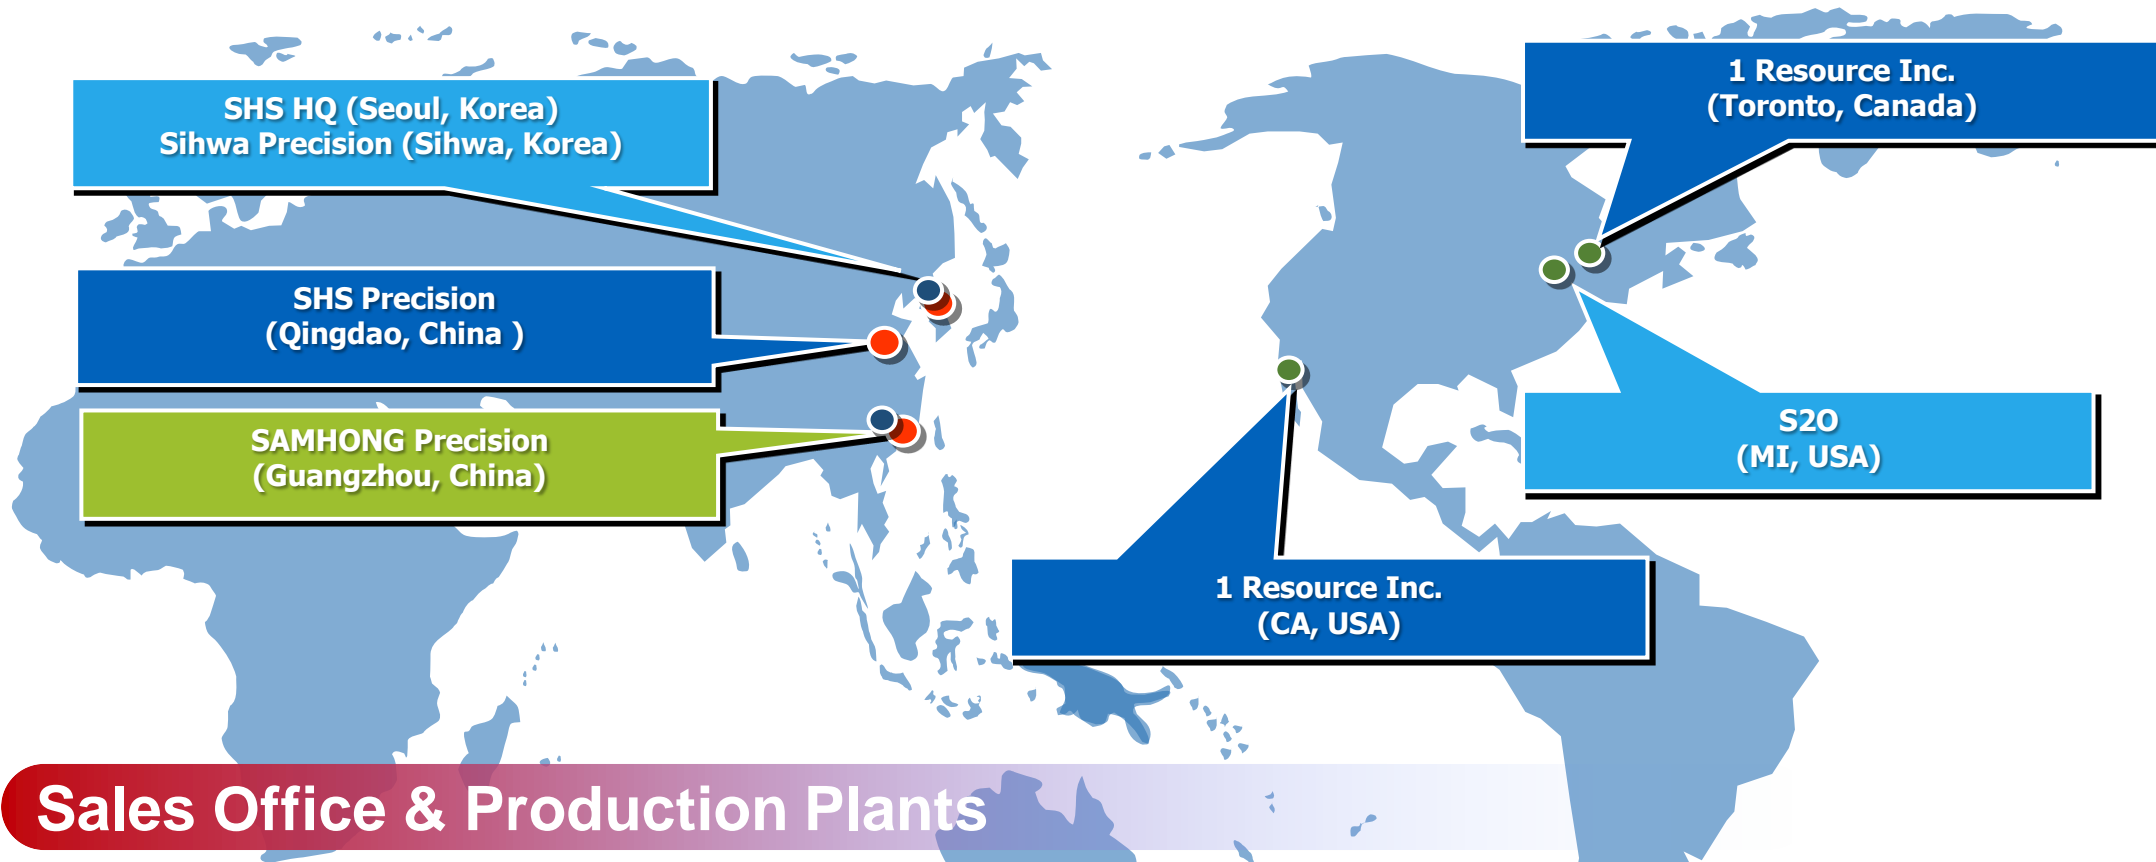 SHS HQ (Seoul, Korea)
Sihwa Precision (Sihwa, Korea)
1 Resource Inc.
(Toronto, Canada)
SHS Precision
(Qingdao, China )
SAMHONG Precision
(Guangzhou, China)
S2O
(MI, USA)
1 Resource Inc.
(CA, USA)
Sales Office & Production Plants